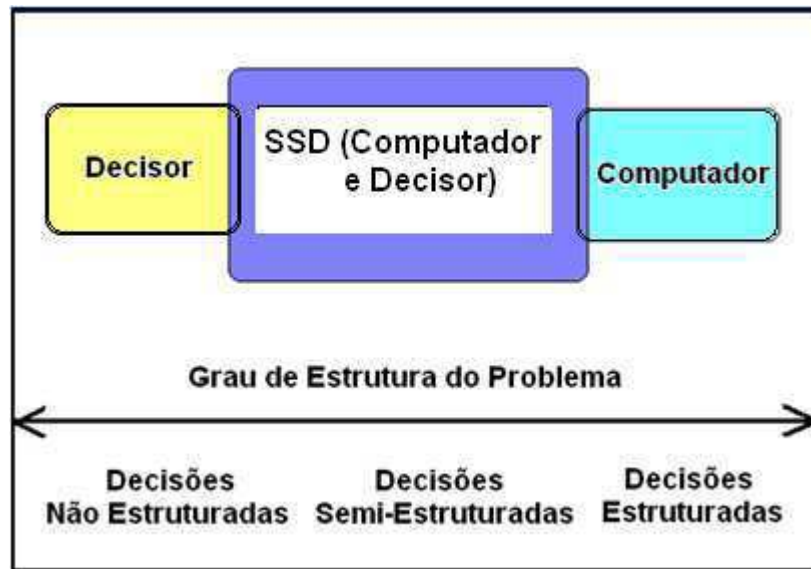 Decisor
SSD (Computador
e Decisor)
Computador
Grau de Estrutura do Problema
Decisões
Não Estruturadas
Decisões
Semi-Estruturadas
Decisões
Estruturadas